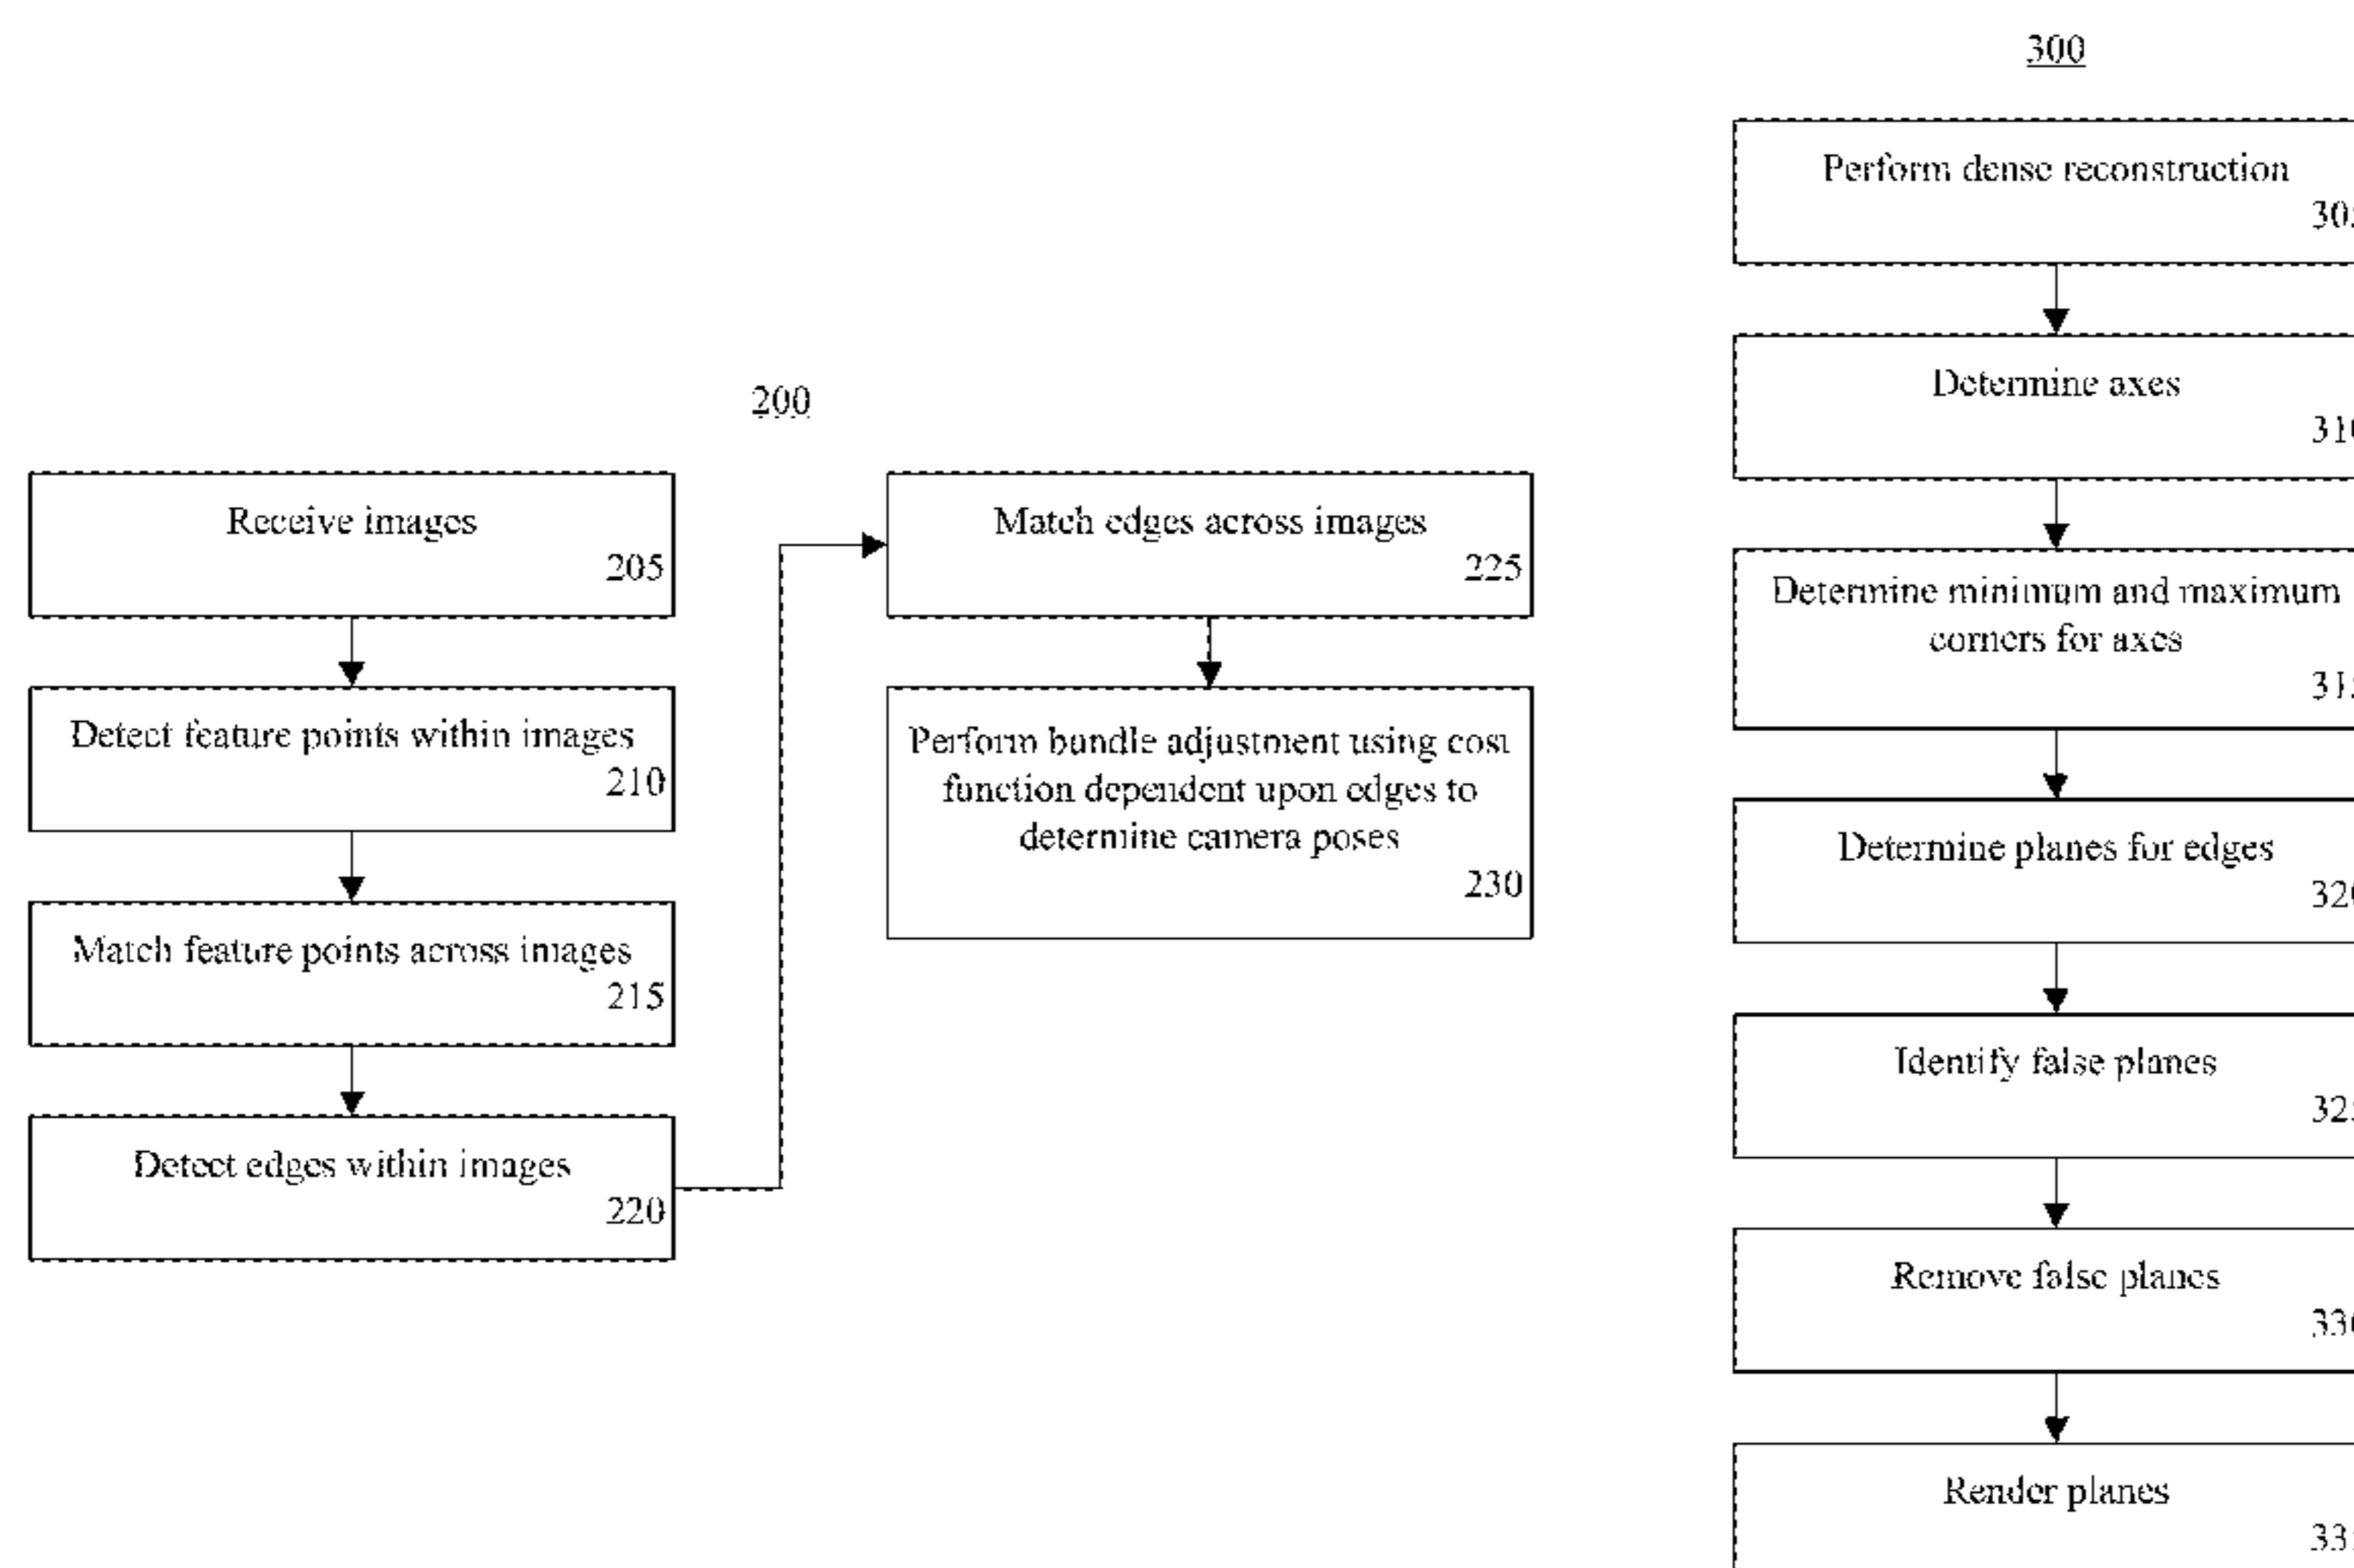 200
Receive images
205
Detect feature points within images
210
Match feature points across images
215
Detect edges within images
220
Match edges across images
225
Perform bundle adjustment using cost
function dependent upon edges to
determine camera poses
230
300
Perform dense reconstruction
Determine axes
Determine minimum and maximum
corners for axes
Determine planes for edges
Identify false planes
Remove false planes
Render planes